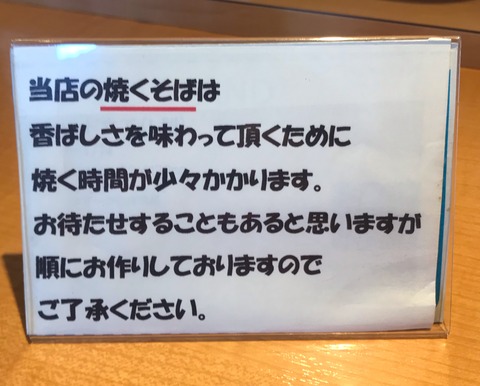 当店の焼くそばは
香ばしさを味わって頂くために
焼く時間が少々かかります。
お待たせすることもあると思いますが
順にお作りしておりますので
ご了承ください。